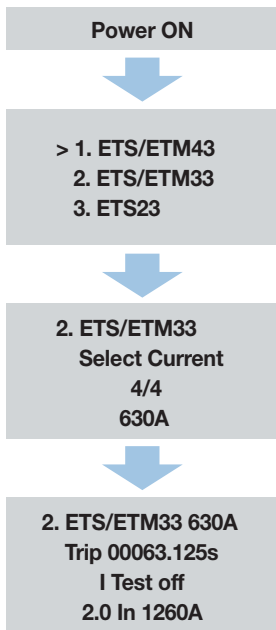 Power ON
> 1. ETS/ETM43
2. ETS/ETM33
3. ETS23
2. ETS/ETM33
Select Current
4/4
630A
2. ETS/ETM33 630A
Trip 00063.125s
I Test off
2.0 In 1260A